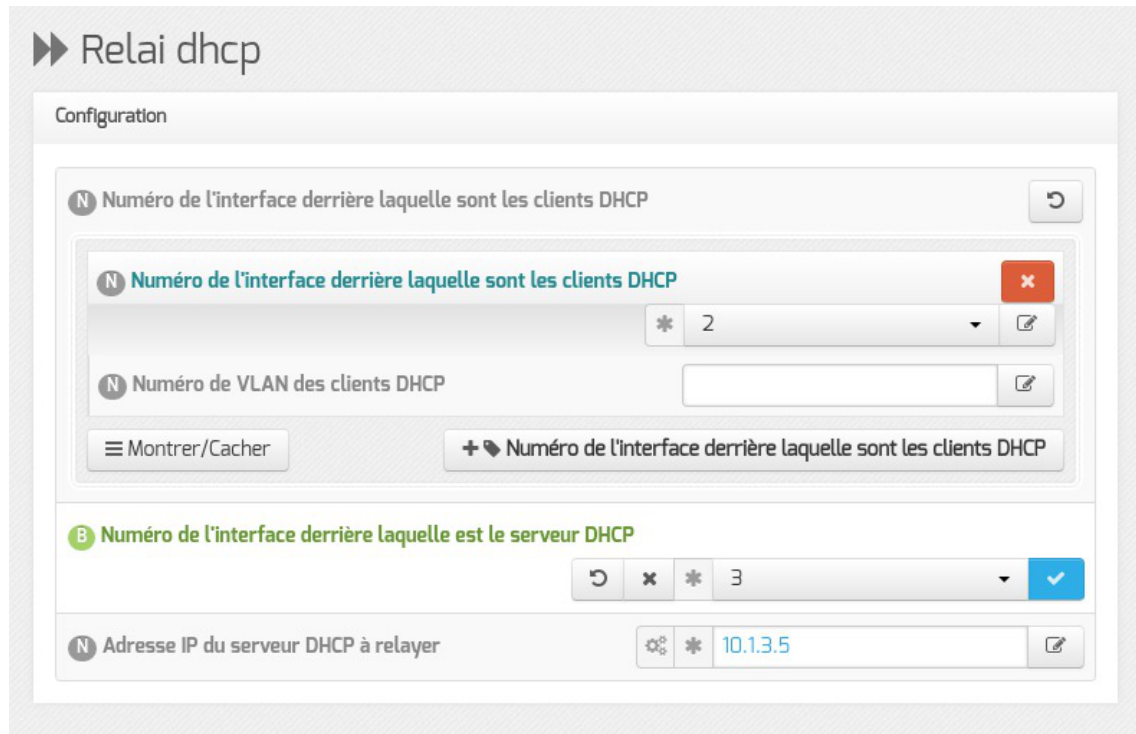 Relai dhcp
Configuration
N Numéro de l'interface derrière laquelle sont les clients DHCP
N Numéro de l'interface derrière laquelle sont les clients DHCP
2
N Numéro de VLAN des clients DHCP
Montrer/Cacher
Numéro de l'interface derrière laquelle sont les clients DHCP
B Numéro de l'interface derrière laquelle est le serveur DHCP
3
N Adresse IP du serveur DHCP à relayer
10.1.3.5